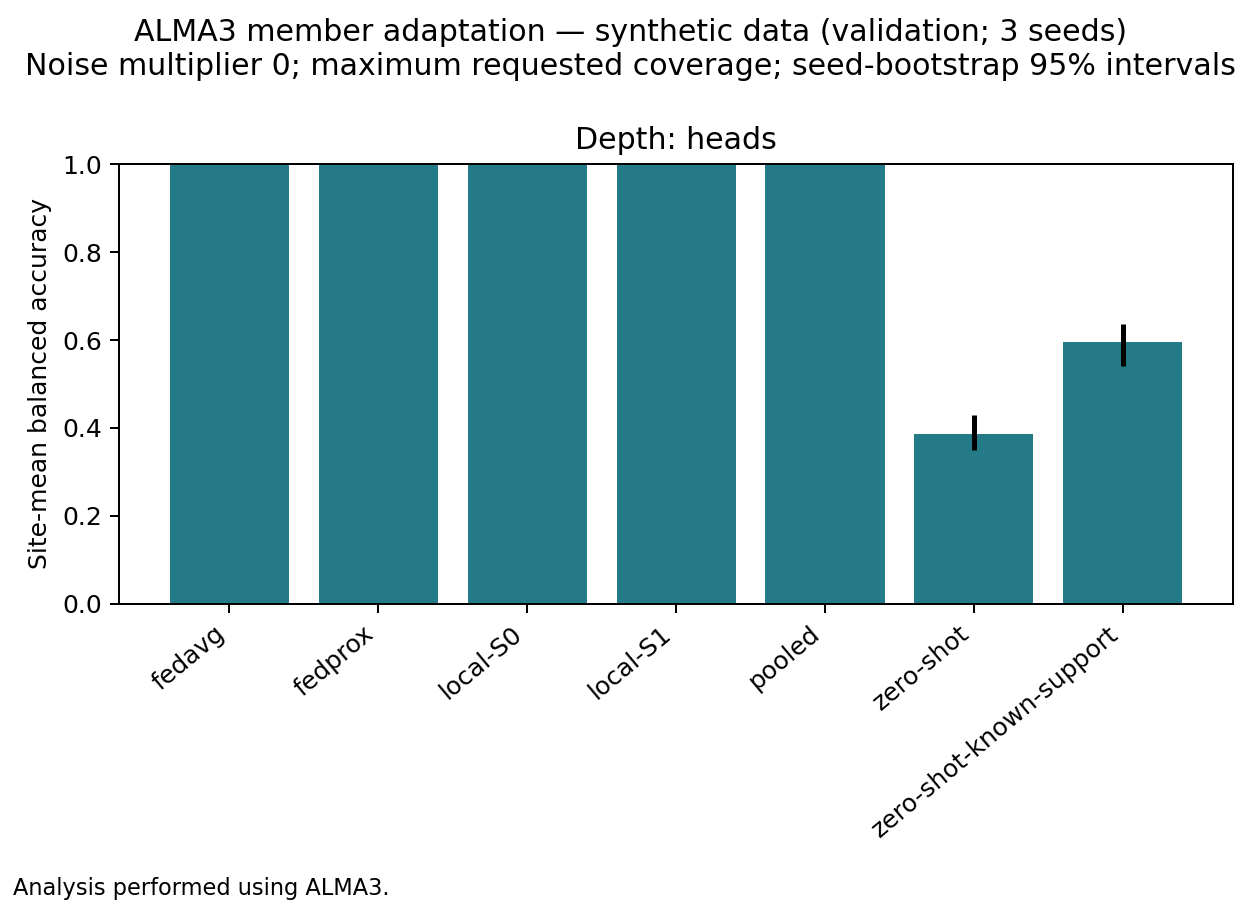 ALMA3 member adaptation — synthetic data (validation; 3 seeds)
Noise multiplier 0; maximum requested coverage; seed-bootstrap 95% intervals
Depth: heads
Site-mean balanced accuracy
1.0
0.8
0.6
0.4
0.2
0.0
fedavg
fedprox
local-S0
local-S1
pooled
zero-shot
zero-shot-known-support
Analysis performed using ALMA3.